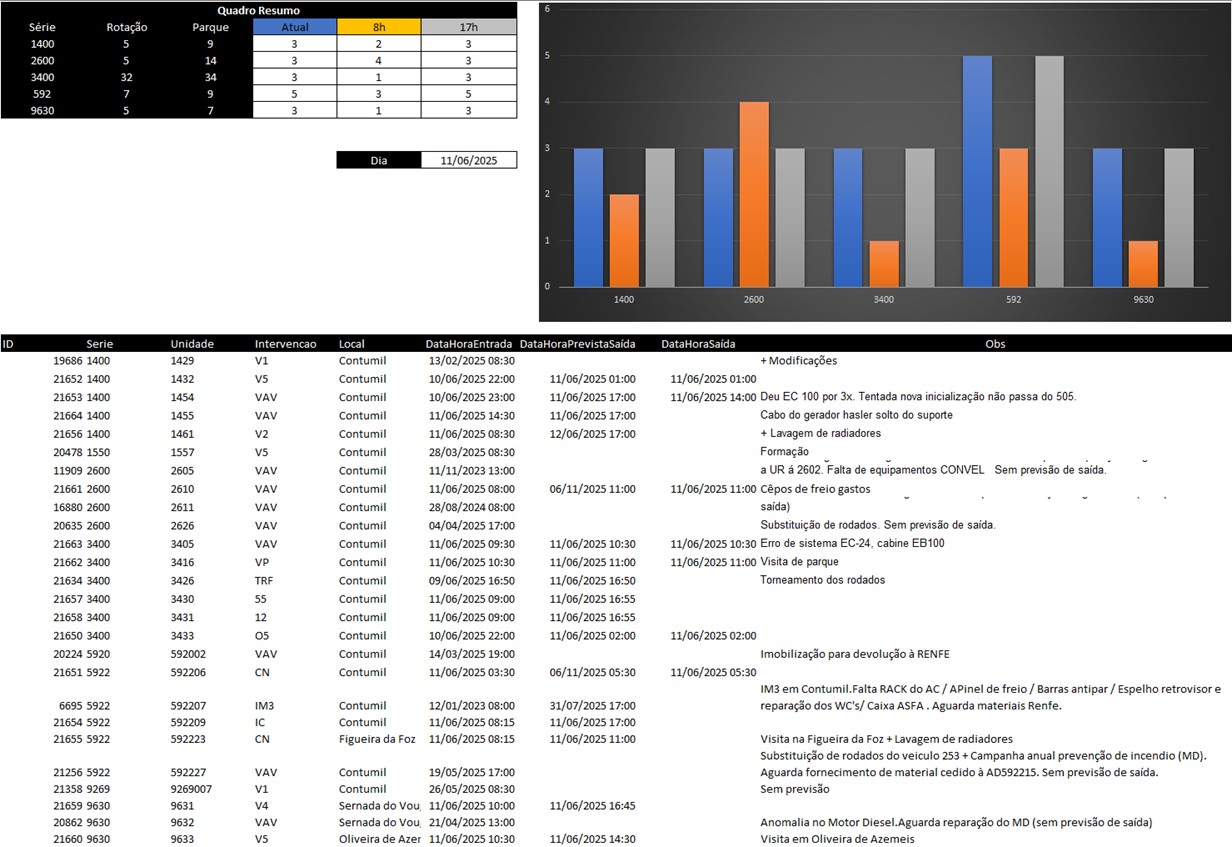 Quadro Resumo
Série Rotação Parque Atual 8h 17h
1400 5 9 3 2 3
2600 5 14 3 4 3
3400 32 34 3 1 3
592 7 9 5 3 5
9630 5 7 3 1 3
Dia 11/06/2025
6
5
4
3
2
1
0
1400 2600 3400 592 9630
ID Serie Unidade Intervencao Local DataHoraEntrada DataHoraPrevistaSaída DataHoraSaída Obs
19686 1400 1429 V1 Contumil 13/02/2025 08:30 + Modificações
21652 1400 1432 V5 Contumil 10/06/2025 22:00 11/06/2025 01:00 11/06/2025 01:00
21653 1400 1454 VAV Contumil 10/06/2025 23:00 11/06/2025 17:00 11/06/2025 14:00 Deu EC 100 por 3x. Tentada nova inicialização não passa do 505.
21664 1400 1455 VAV Contumil 11/06/2025 14:30 11/06/2025 17:00 Cabo do gerador hasler solto do suporte
21656 1400 1461 V2 Contumil 11/06/2025 08:30 12/06/2025 17:00 + Lavagem de radiadores
20478 1550 1557 V5 Contumil 28/03/2025 08:30 Formação
11909 2600 2605 VAV Contumil 11/11/2023 13:00 a UR á 2602. Falta de equipamentos CONVEL Sem previsão de saída.
21661 2600 2610 VAV Contumil 11/06/2025 08:00 06/11/2025 11:00 11/06/2025 11:00 Cêpos de freio gastos
16880 2600 2611 VAV Contumil 28/08/2024 08:00 saída)
20635 2600 2626 VAV Contumil 04/04/2025 17:00 Substituição de rodados. Sem previsão de saída.
21663 3400 3405 VAV Contumil 11/06/2025 09:30 11/06/2025 10:30 11/06/2025 10:30 Erro de sistema EC-24, cabine EB100
21662 3400 3416 VP Contumil 11/06/2025 10:30 11/06/2025 11:00 11/06/2025 11:00 Visita de parque
21634 3400 3426 TRF Contumil 09/06/2025 16:50 11/06/2025 16:50 Torneamento dos rodados
21657 3400 3430 55 Contumil 11/06/2025 09:00 11/06/2025 16:55
21658 3400 3431 12 Contumil 11/06/2025 09:00 11/06/2025 16:55
21650 3400 3433 O5 Contumil 10/06/2025 22:00 11/06/2025 02:00 11/06/2025 02:00
20224 5920 592002 VAV Contumil 14/03/2025 19:00 Imobilização para devolução à RENFE
21651 5922 592206 CN Contumil 11/06/2025 03:30 06/11/2025 05:30 11/06/2025 05:30
IM3 em Contumil.Falta RACK do AC / APinel de freio / Barras antipar / Espelho retrovisor e
6695 5922 592207 IM3 Contumil 12/01/2023 08:00 31/07/2025 17:00 reparação dos WC's/ Caixa ASFA . Aguarda materiais Renfe.
21654 5922 592209 IC Contumil 11/06/2025 08:15 11/06/2025 17:00
21655 5922 592223 CN Figueira da Foz 11/06/2025 08:15 11/06/2025 11:00 Visita na Figueira da Foz + Lavagem de radiadores
Substituição de rodados do veiculo 253 + Campanha anual prevenção de incendio (MD).
21256 5922 592227 VAV Contumil 19/05/2025 17:00 Aguarda fornecimento de material cedido à AD592215. Sem previsão de saída.
21358 9269 9269007 V1 Contumil 26/05/2025 08:30 Sem previsão
21659 9630 9631 V4 Sernada do Vou 11/06/2025 10:00 11/06/2025 16:45
20862 9630 9632 VAV Sernada do Vou 21/04/2025 13:00 Anomalia no Motor Diesel.Aguarda reparação do MD (sem previsão de saída)
21660 9630 9633 V5 Oliveira de Azer 11/06/2025 10:30 11/06/2025 14:30 Visita em Oliveira de Azemeis